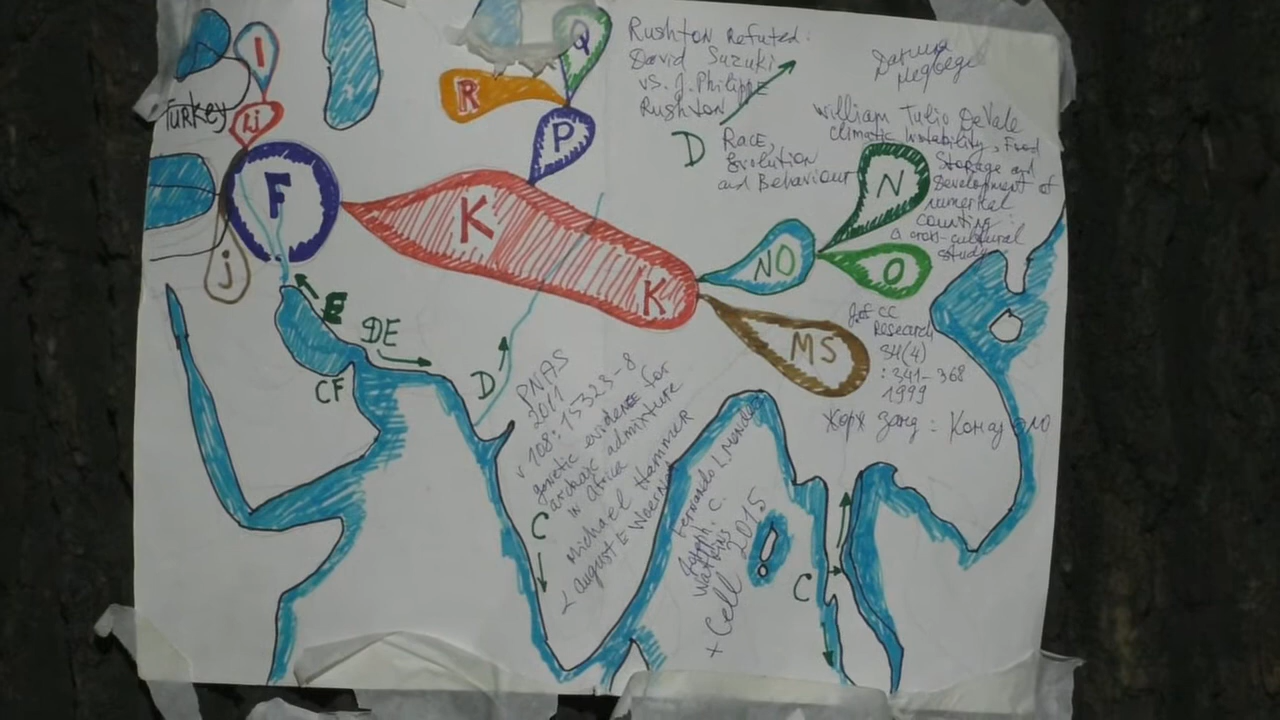 I
IJ
Turkey
F
j
R
Q
P
K
K
NO
N
O
MS
E
DE
CF
D
C
C
Rushton Refuted:
David Suzuki
vs. J. Philippe
Rushton
D
Race,
Evolution
and Behaviour
William Tulio DeVale
climatic instability, Food
Storage and
Development of
numerical
counting
a cross-cultural
study
CC
Research
34(4)
:341-368
1999
Жорж Занд:
PNAS
2011
v 108: 15323-8
genetic evidence for
archaic admixture
in Africa
Michael Hammer
August E Woerner
Fernando L Mendez
Joseph. C.
Watkins
+ Cell 2015